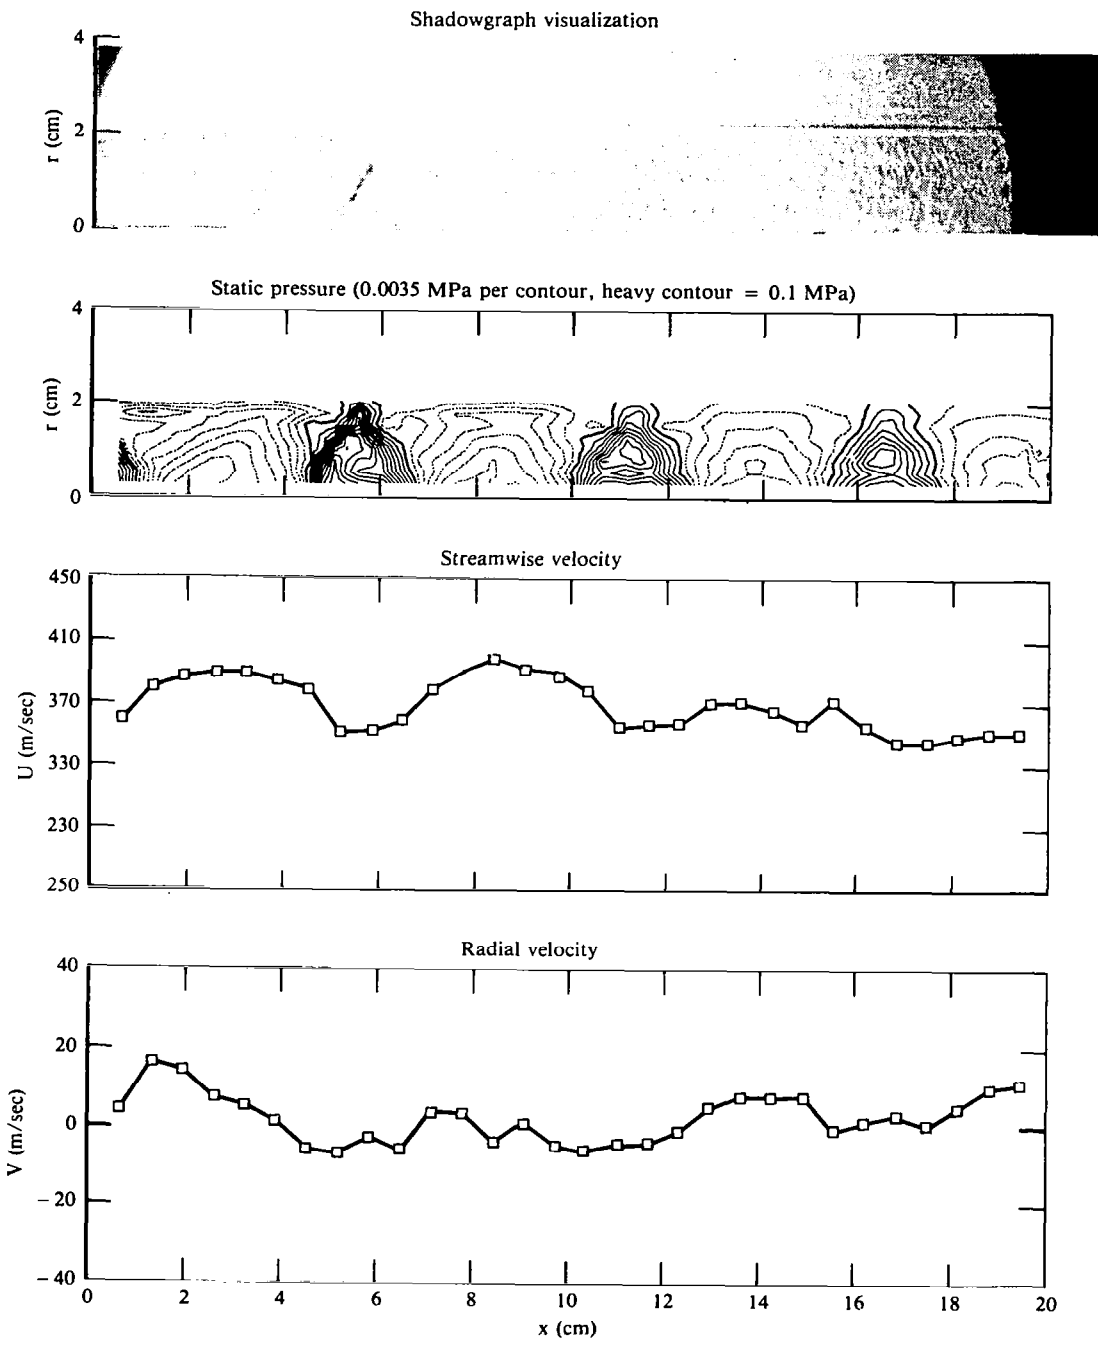 Shadowgraph visualization
4
r (cm)
2
0
Static pressure (0.0035 MPa per contour, heavy contour = 0.1 MPa)
4
r (cm)
2
0
Streamwise velocity
450
410
370
U (m/sec)
330
230
250
Radial velocity
40
20
0
V (m/sec)
– 20
– 40
0 2 4 6 8 10 12 14 16 18 20
x (cm)